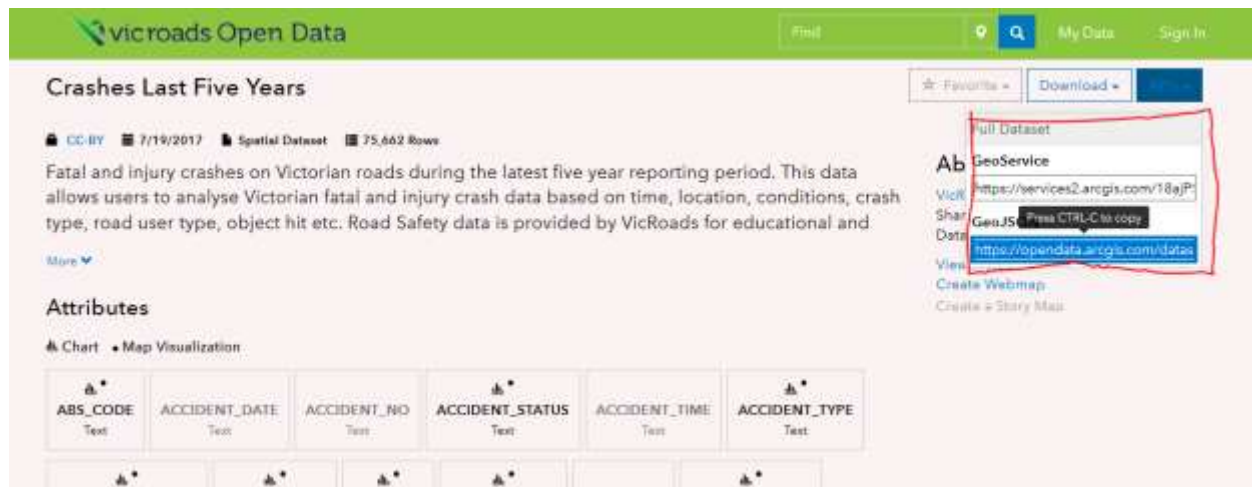 vicroads Open Data
Find
My Data
Sign In
Crashes Last Five Years
Favorite
Download
CC-BY 7/19/2017 Spatial Dataset 75,662 Rows
Fatal and injury crashes on Victorian roads during the latest five year reporting period. This data
allows users to analyse Victorian fatal and injury crash data based on time, location, conditions, crash
type, road user type, object hit etc. Road Safety data is provided by VicRoads for educational and
More
Full Dataset
GeoService
https://services2.arcgis.com/18ajP
Press CTRL-C to copy
GeoJS
https://opendata.arcgis.com/datas
Ab
VicR
Shar
Data
View
Create Webmap
Create a Story Map
Attributes
Chart • Map Visualization
ABS_CODE
Text
ACCIDENT_DATE
Text
ACCIDENT_NO
Text
ACCIDENT_STATUS
Text
ACCIDENT_TIME
Text
ACCIDENT_TYPE
Text